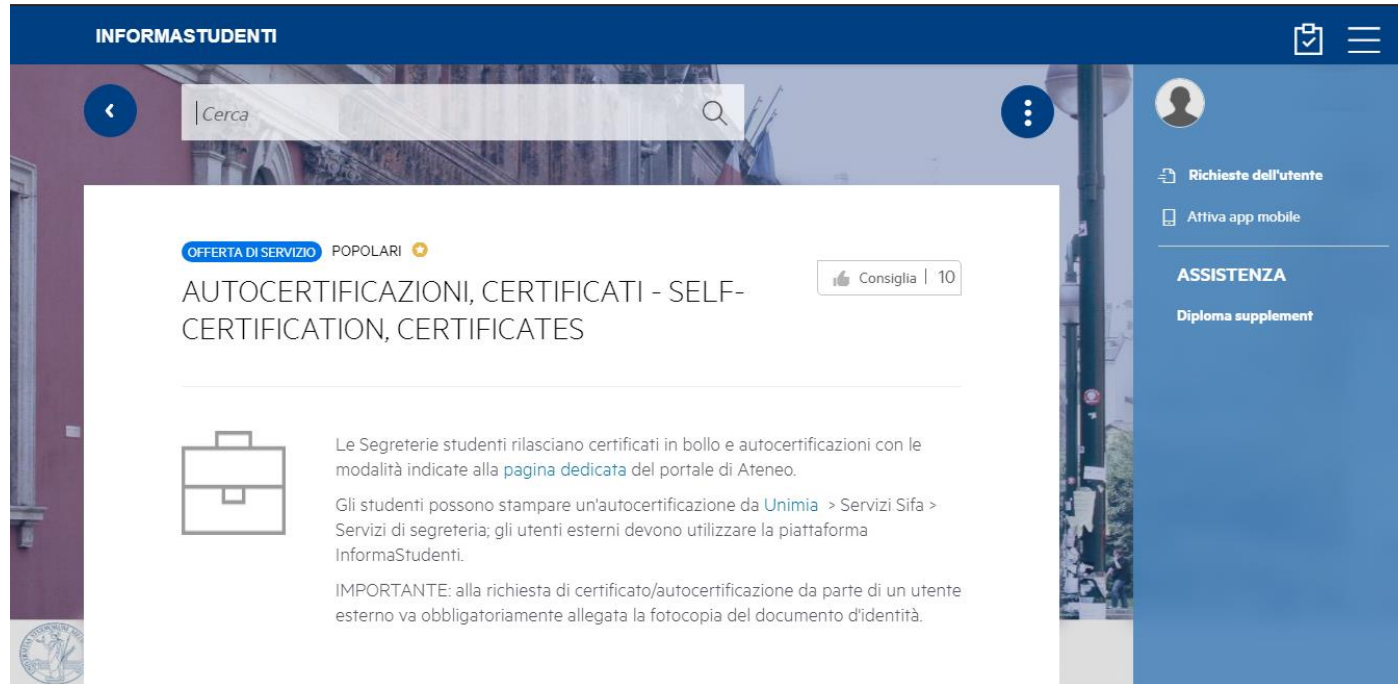 INFORMASTUDENTI
Cerca
OFFERTA DI SERVIZIO POPOLARI
Consiglia | 10
AUTOCERTIFICAZIONI, CERTIFICATI - SELF-
CERTIFICATION, CERTIFICATES
Le Segreterie studenti rilasciano certificati in bollo e autocertificazioni con le
modalità indicate alla pagina dedicata del portale di Ateneo.
Gli studenti possono stampare un'autocertificazione da Unimia > Servizi Sifa >
Servizi di segreteria; gli utenti esterni devono utilizzare la piattaforma
InformaStudenti.
IMPORTANTE: alla richiesta di certificato/autocertificazione da parte di un utente
esterno va obbligatoriamente allegata la fotocopia del documento d'identità.
Richieste dell'utente
Attiva app mobile
ASSISTENZA
Diploma supplement